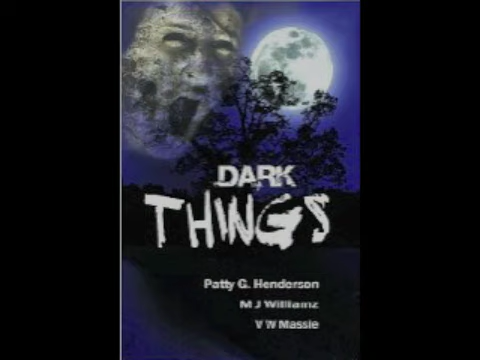 DARK
THINGS
Patty G. Henderson
M J Williamz
V W Massie